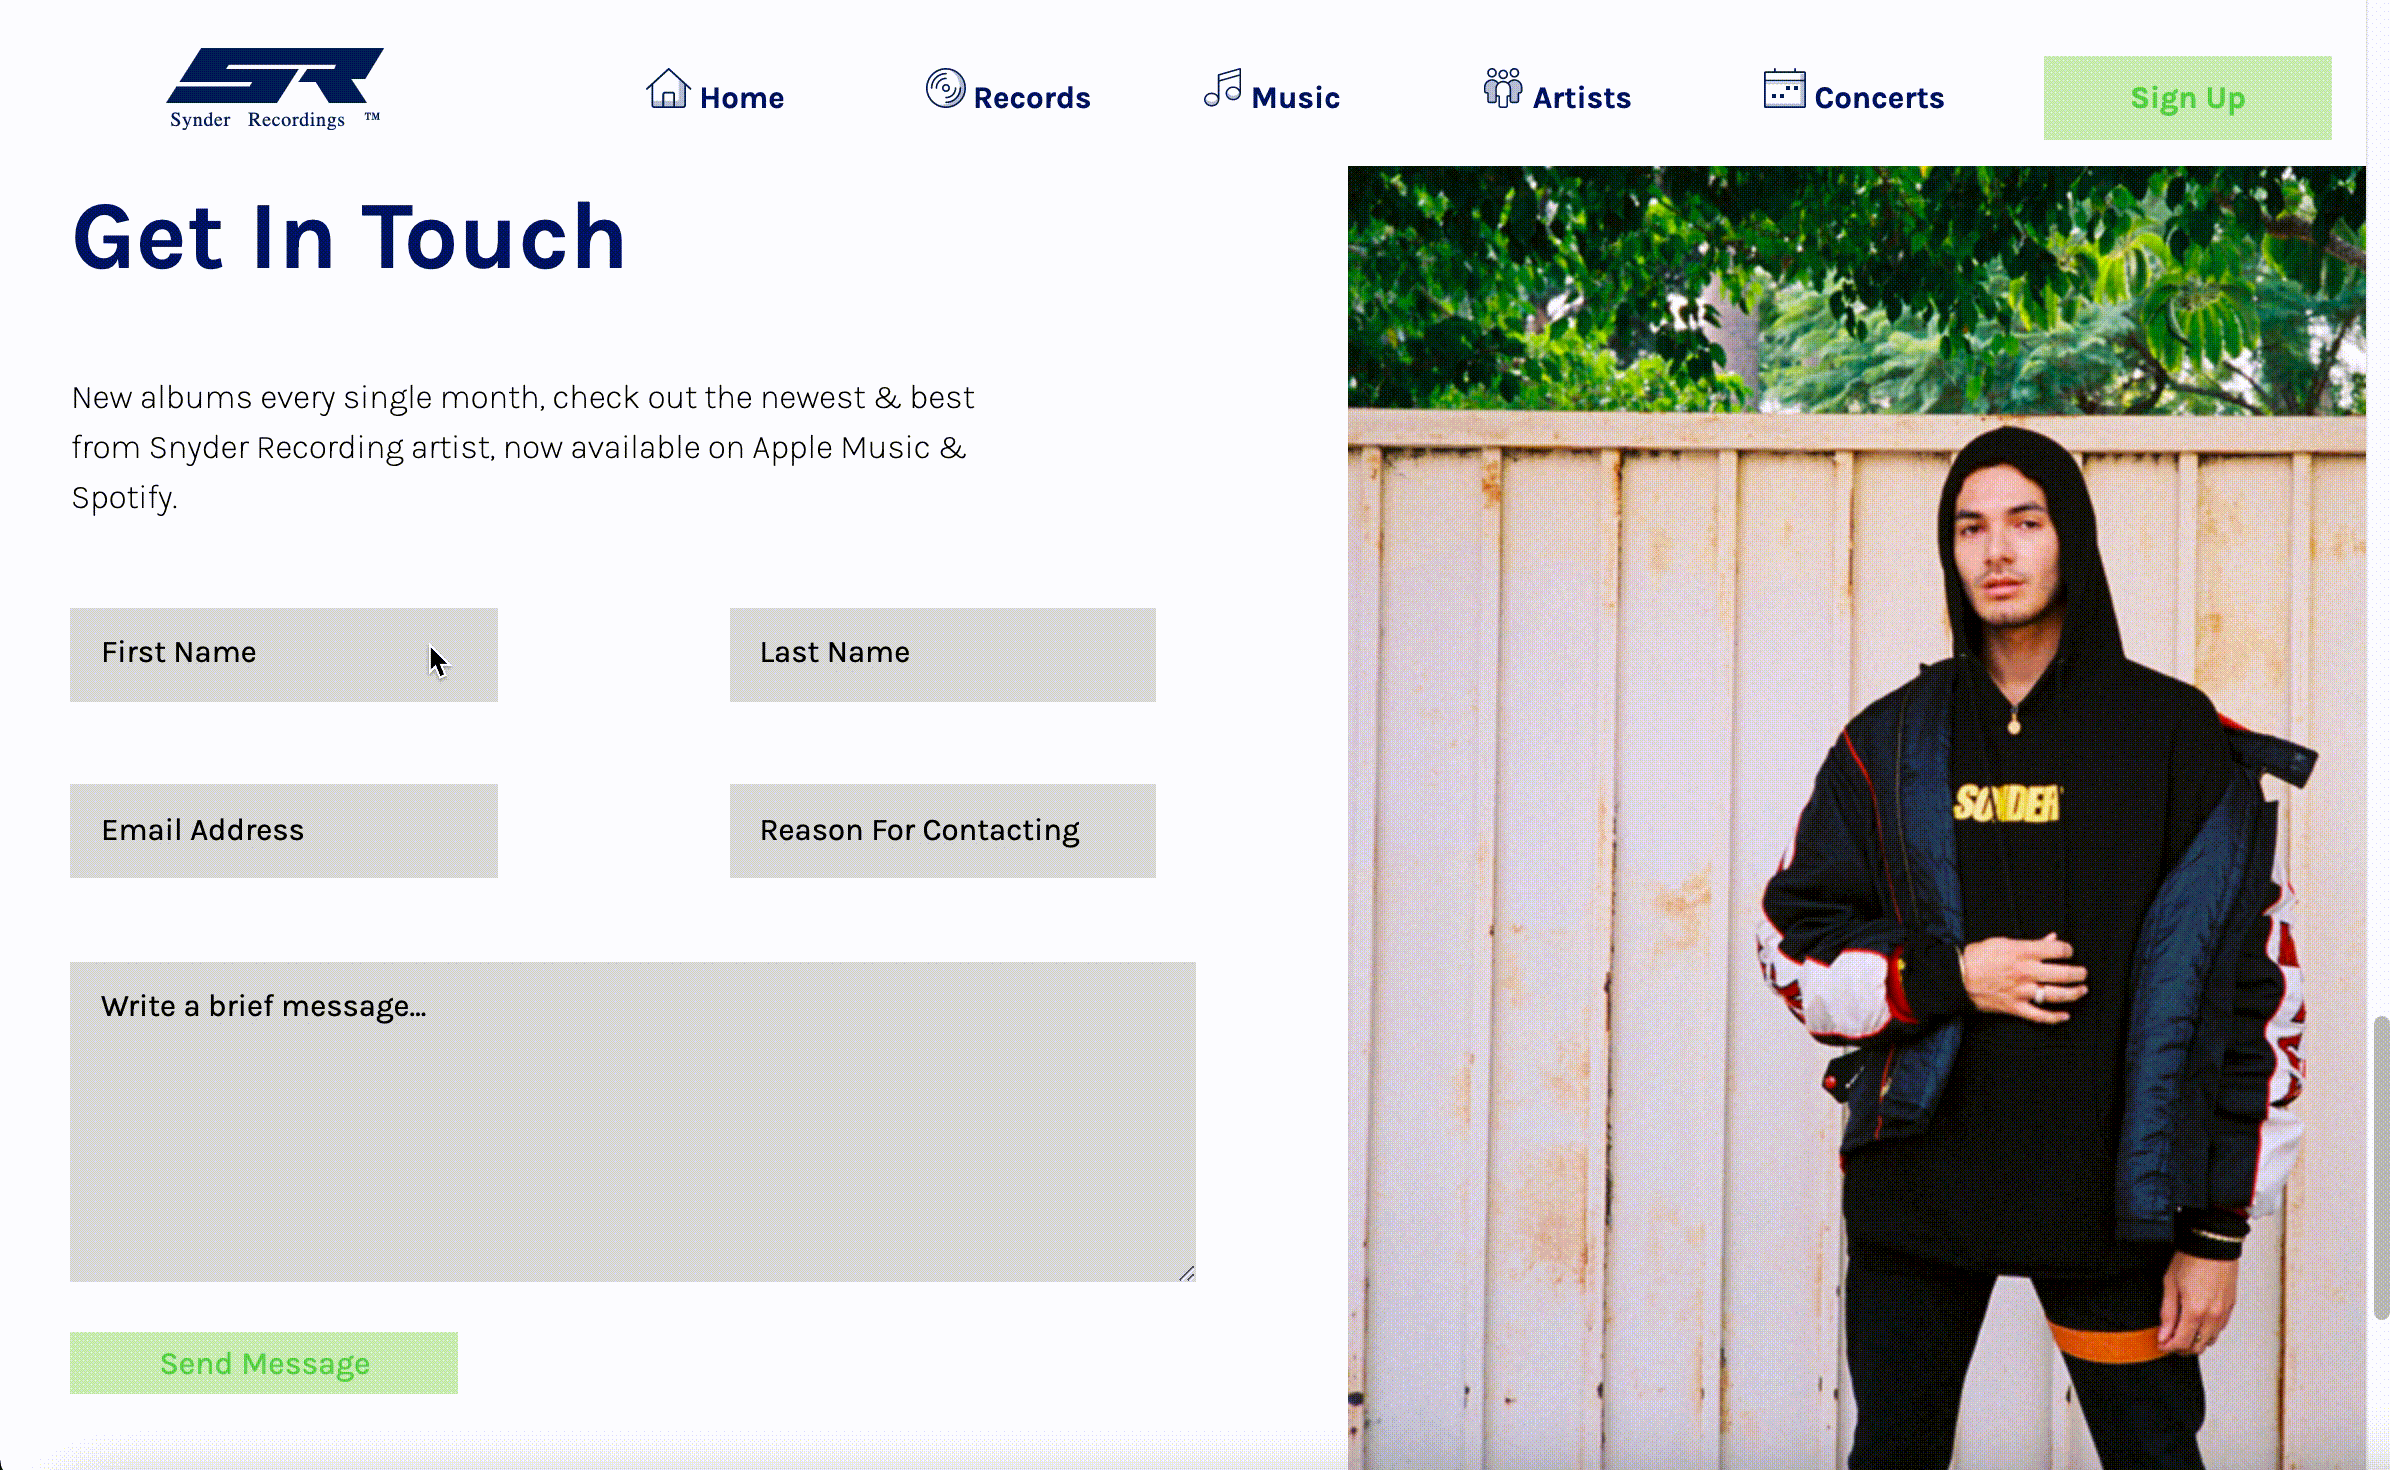 Synder Recordings ™
Home
Records
Music
Artists
Concerts
Sign Up
Get In Touch
New albums every single month, check out the newest & best
from Snyder Recording artist, now available on Apple Music &
Spotify.
First Name
Last Name
Email Address
Reason For Contacting
Write a brief message...
Send Message
SONDER